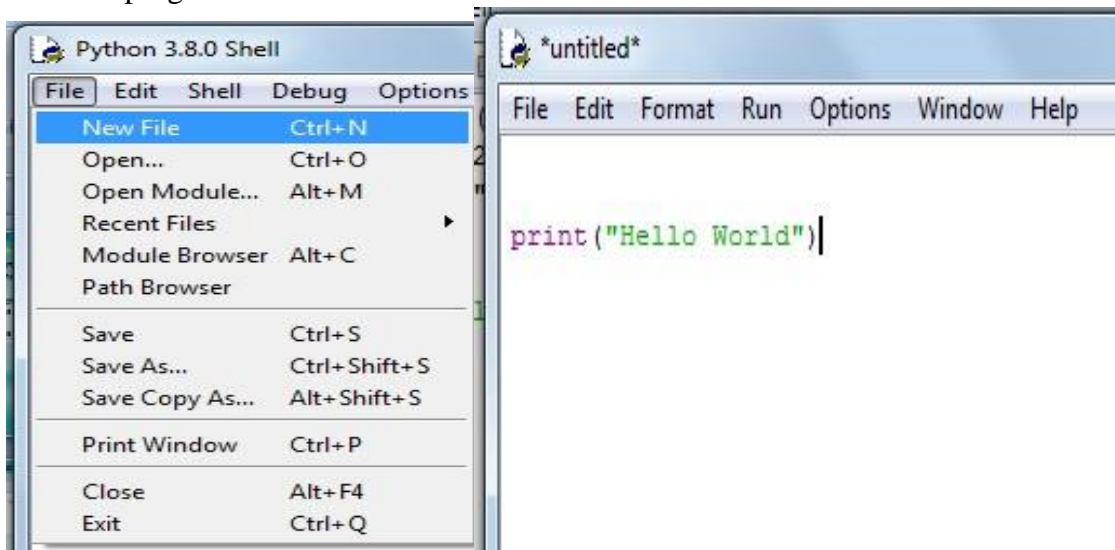 Python 3.8.0 Shell
File Edit Shell Debug Options
New File Ctrl+N
Open... Ctrl+O
Open Module... Alt+M
Recent Files
Module Browser Alt+C
Path Browser
Save Ctrl+S
Save As... Ctrl+Shift+S
Save Copy As... Alt+Shift+S
Print Window Ctrl+P
Close Alt+F4
Exit Ctrl+Q
*untitled*
File Edit Format Run Options Window Help
print("Hello World")